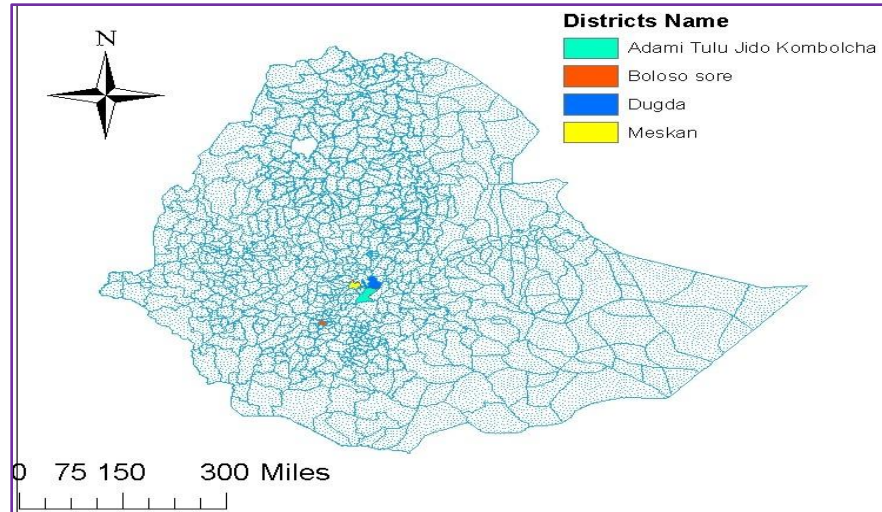 Districts Name
N
Adami Tulu Jido Kombolcha
Boloso sore
Dugda
Meskan
0 75 150 300 Miles